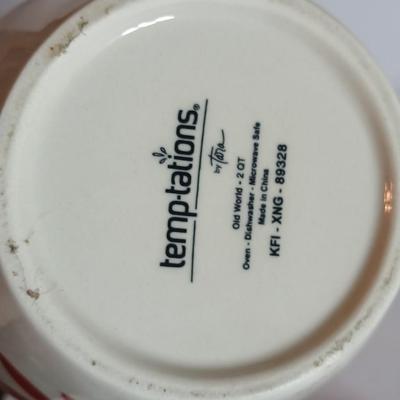 temp-tations®
by Tara
Old World - 2 QT
Oven - Dishwasher - Microwave Safe
Made in China
KFI - XNG - 89328